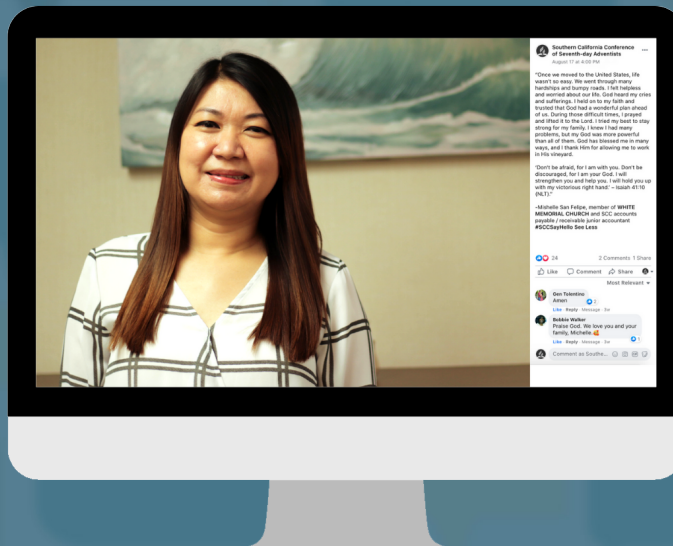 Southern California Conference
of Seventh-day Adventists
August 17 at 4:00 PM
"Once we moved to the United States, life
wasn't so easy. We went through many
hardships and bumpy roads. I felt helpless
and worried about our life. God heard my cries
and sufferings. I held on to my faith and
trusted that God had a wonderful plan ahead
of us. During those difficult times, I prayed
and lifted it to the Lord. I tried my best to stay
strong for my family. I knew I had many
problems, but my God was more powerful
than all of them. God has blessed me in many
ways, and I thank Him for allowing me to work
in His vineyard.
'Don't be afraid, for I am with you. Don't be
discouraged, for I am your God. I will
strengthen you and help you. I will hold you up
with my victorious right hand.' – Isaiah 41:10
(NLT)."
–Mishelle San Felipe, member of WHITE
MEMORIAL CHURCH and SCC accounts
payable / receivable junior accountant
#SCCSayHello See Less
24 2 Comments 1 Share
Like Comment Share
Most Relevant
Gen Tolentino
Amen
2
Like · Reply · Message · 3w
Bobbie Walker
Praise God. We love you and your
family, Michelle.
1
Like · Reply · Message · 3w
Comment as Southe...